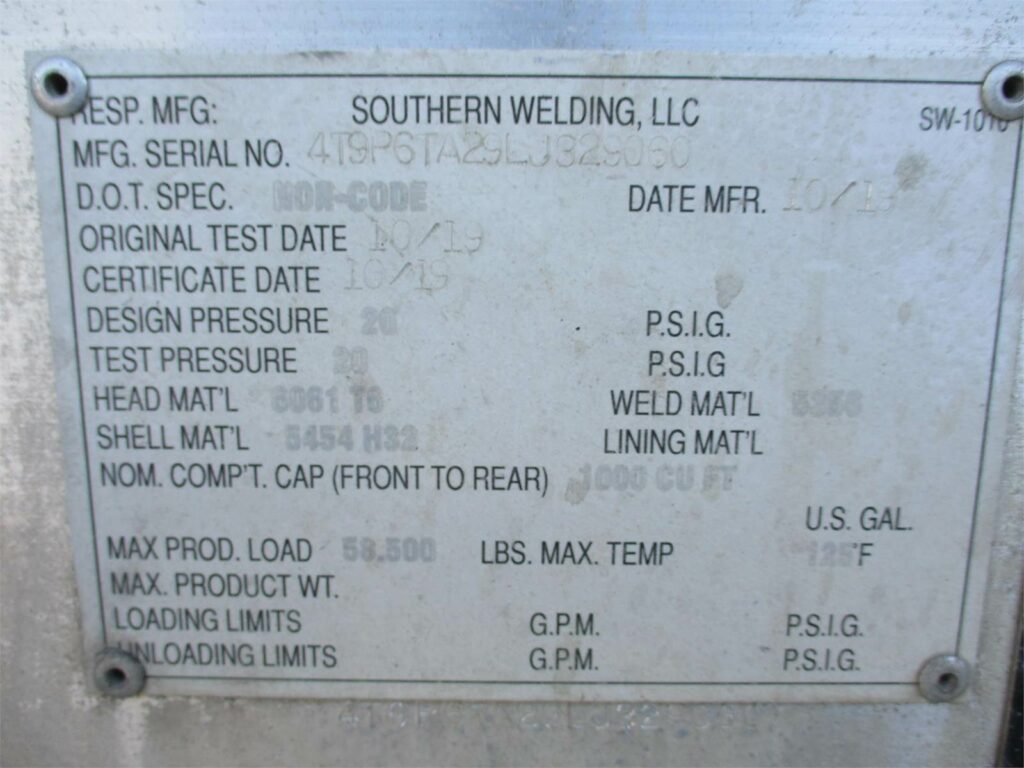 RESP. MFG: SOUTHERN WELDING, LLC SW-1010
MFG. SERIAL NO. 4T9P6TA29LJ829060
D.O.T. SPEC. NON-CODE DATE MFR. 10/19
ORIGINAL TEST DATE 10/19
CERTIFICATE DATE 10/19
DESIGN PRESSURE 20 P.S.I.G.
TEST PRESSURE 20 P.S.I.G
HEAD MAT'L 6061 T6 WELD MAT'L
SHELL MAT'L 5454 H32 LINING MAT'L
NOM. COMP'T. CAP (FRONT TO REAR) 1000 CU FT
U.S. GAL.
MAX PROD. LOAD 58,500 LBS. MAX. TEMP 125°F
MAX. PRODUCT WT.
LOADING LIMITS G.P.M. P.S.I.G.
UNLOADING LIMITS G.P.M. P.S.I.G.